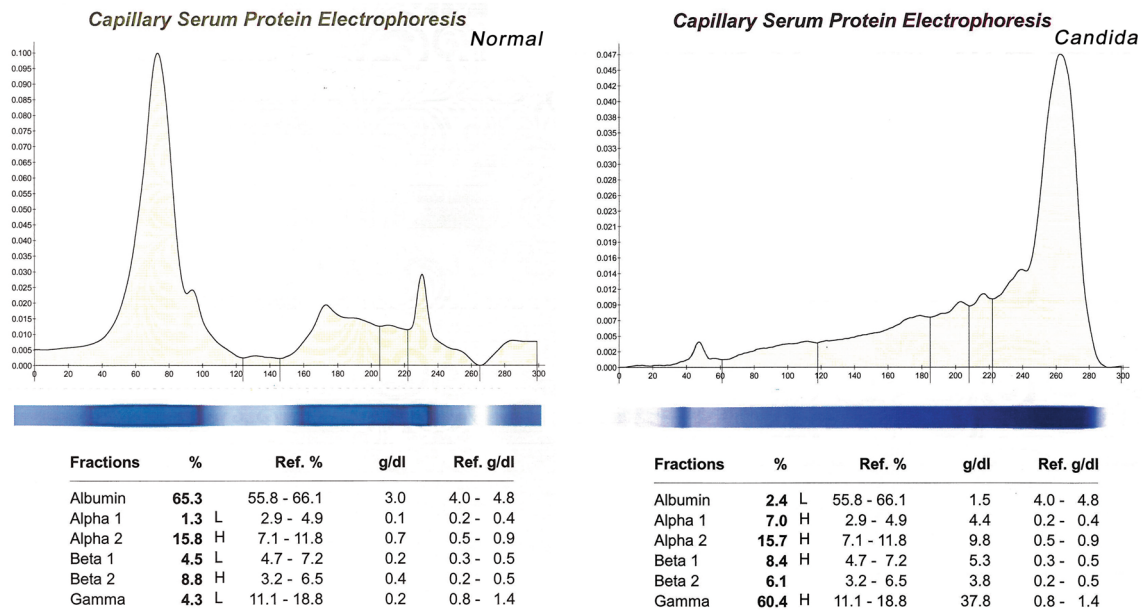 Capillary Serum Protein Electrophoresis
Normal
0.100
0.095
0.090
0.085
0.080
0.075
0.070
0.065
0.060
0.055
0.050
0.045
0.040
0.035
0.030
0.025
0.020
0.015
0.010
0.005
0.000
0 20 40 60 80 100 120 140 160 180 200 220 240 260 280 300
Fractions % Ref. % g/dl Ref. g/dl
Albumin 65.3 55.8 - 66.1 3.0 4.0 - 4.8
Alpha 1 1.3 L 2.9 - 4.9 0.1 0.2 - 0.4
Alpha 2 15.8 H 7.1 - 11.8 0.7 0.5 - 0.9
Beta 1 4.5 L 4.7 - 7.2 0.2 0.3 - 0.5
Beta 2 8.8 H 3.2 - 6.5 0.4 0.2 - 0.5
Gamma 4.3 L 11.1 - 18.8 0.2 0.8 - 1.4
Capillary Serum Protein Electrophoresis
Candida
0.047
0.045
0.042
0.040
0.038
0.035
0.033
0.030
0.028
0.026
0.023
0.021
0.019
0.016
0.014
0.012
0.009
0.007
0.005
0.002
0.000
0 20 40 60 80 100 120 140 160 180 200 220 240 260 280 300
Fractions % Ref. % g/dl Ref. g/dl
Albumin 2.4 L 55.8 - 66.1 1.5 4.0 - 4.8
Alpha 1 7.0 H 2.9 - 4.9 4.4 0.2 - 0.4
Alpha 2 15.7 H 7.1 - 11.8 9.8 0.5 - 0.9
Beta 1 8.4 H 4.7 - 7.2 5.3 0.3 - 0.5
Beta 2 6.1 3.2 - 6.5 3.8 0.2 - 0.5
Gamma 60.4 H 11.1 - 18.8 37.8 0.8 - 1.4